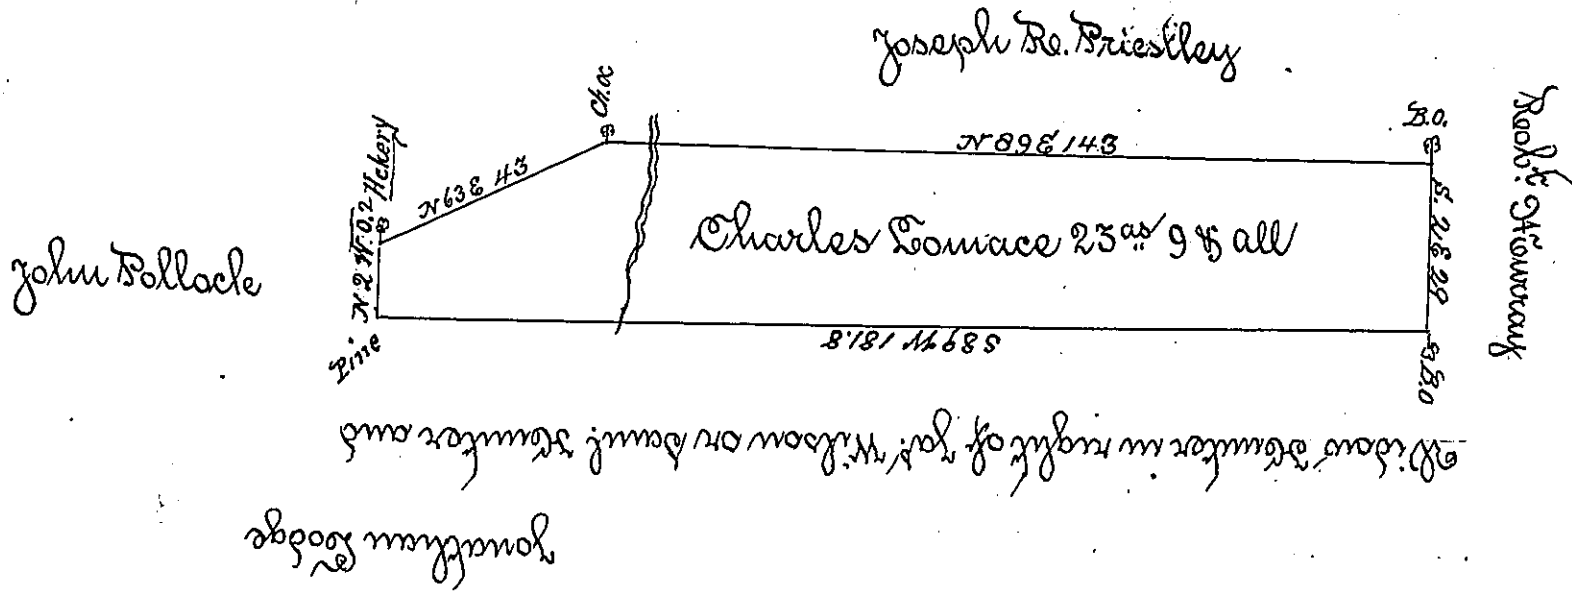 Joseph Re. Priestley
Ch. oc
B.O.
Hickery
N 63 E 43
N 89 E 143
N 2 W. 0.2
S. 2 E 29
Robt. Murray
John Pollock
Charles Lomace 23 as 9 & all
Pine
S 89 W 181.8
B.O
Widow Hunter in right of Jas. Wilson or Saml. Hunter and
Jonathan Lodge